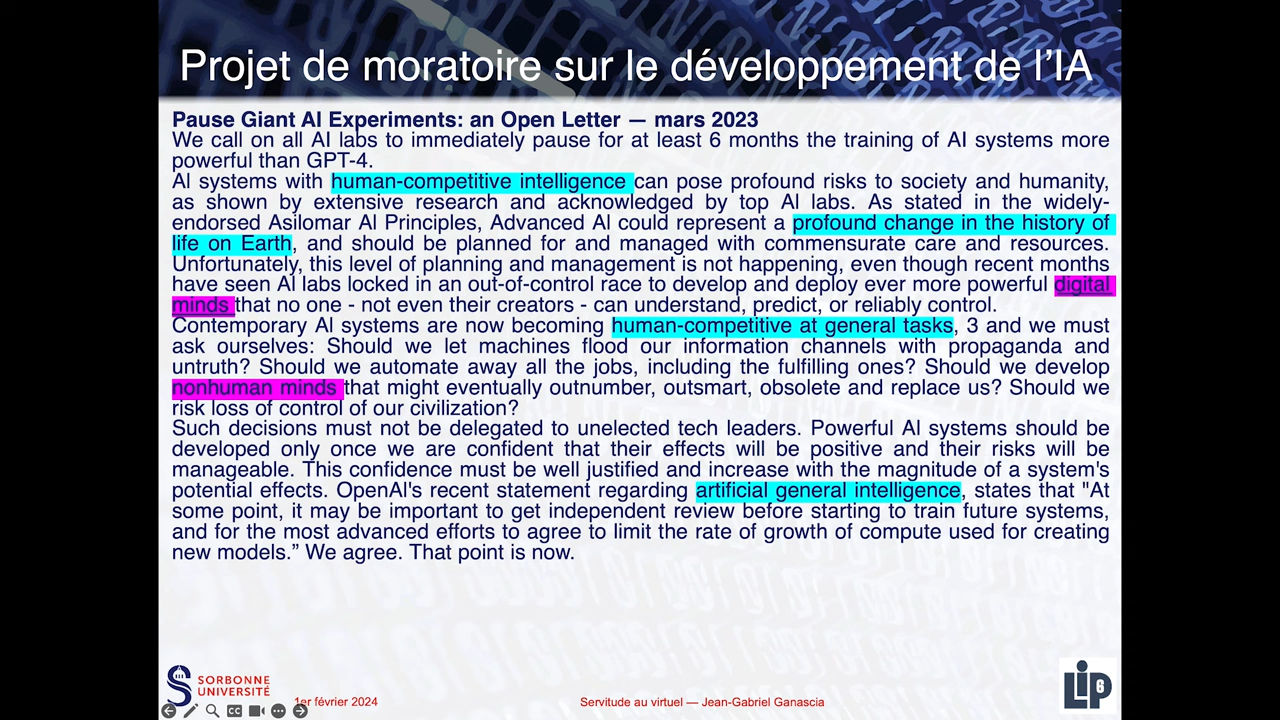 Projet de moratoire sur le développement de l'IA
Pause Giant AI Experiments: an Open Letter — mars 2023
We call on all AI labs to immediately pause for at least 6 months the training of AI systems more
powerful than GPT-4.
AI systems with human-competitive intelligence can pose profound risks to society and humanity,
as shown by extensive research and acknowledged by top AI labs. As stated in the widely-
endorsed Asilomar AI Principles, Advanced AI could represent a profound change in the history of
life on Earth, and should be planned for and managed with commensurate care and resources.
Unfortunately, this level of planning and management is not happening, even though recent months
have seen AI labs locked in an out-of-control race to develop and deploy ever more powerful digital
minds that no one - not even their creators - can understand, predict, or reliably control.
Contemporary AI systems are now becoming human-competitive at general tasks, 3 and we must
ask ourselves: Should we let machines flood our information channels with propaganda and
untruth? Should we automate away all the jobs, including the fulfilling ones? Should we develop
nonhuman minds that might eventually outnumber, outsmart, obsolete and replace us? Should we
risk loss of control of our civilization?
Such decisions must not be delegated to unelected tech leaders. Powerful AI systems should be
developed only once we are confident that their effects will be positive and their risks will be
manageable. This confidence must be well justified and increase with the magnitude of a system's
potential effects. OpenAI's recent statement regarding artificial general intelligence, states that "At
some point, it may be important to get independent review before starting to train future systems,
and for the most advanced efforts to agree to limit the rate of growth of compute used for creating
new models.” We agree. That point is now.
SORBONNE
UNIVERSITÉ
1er février 2024
Servitude au virtuel — Jean-Gabriel Ganascia
LIP 6
CC